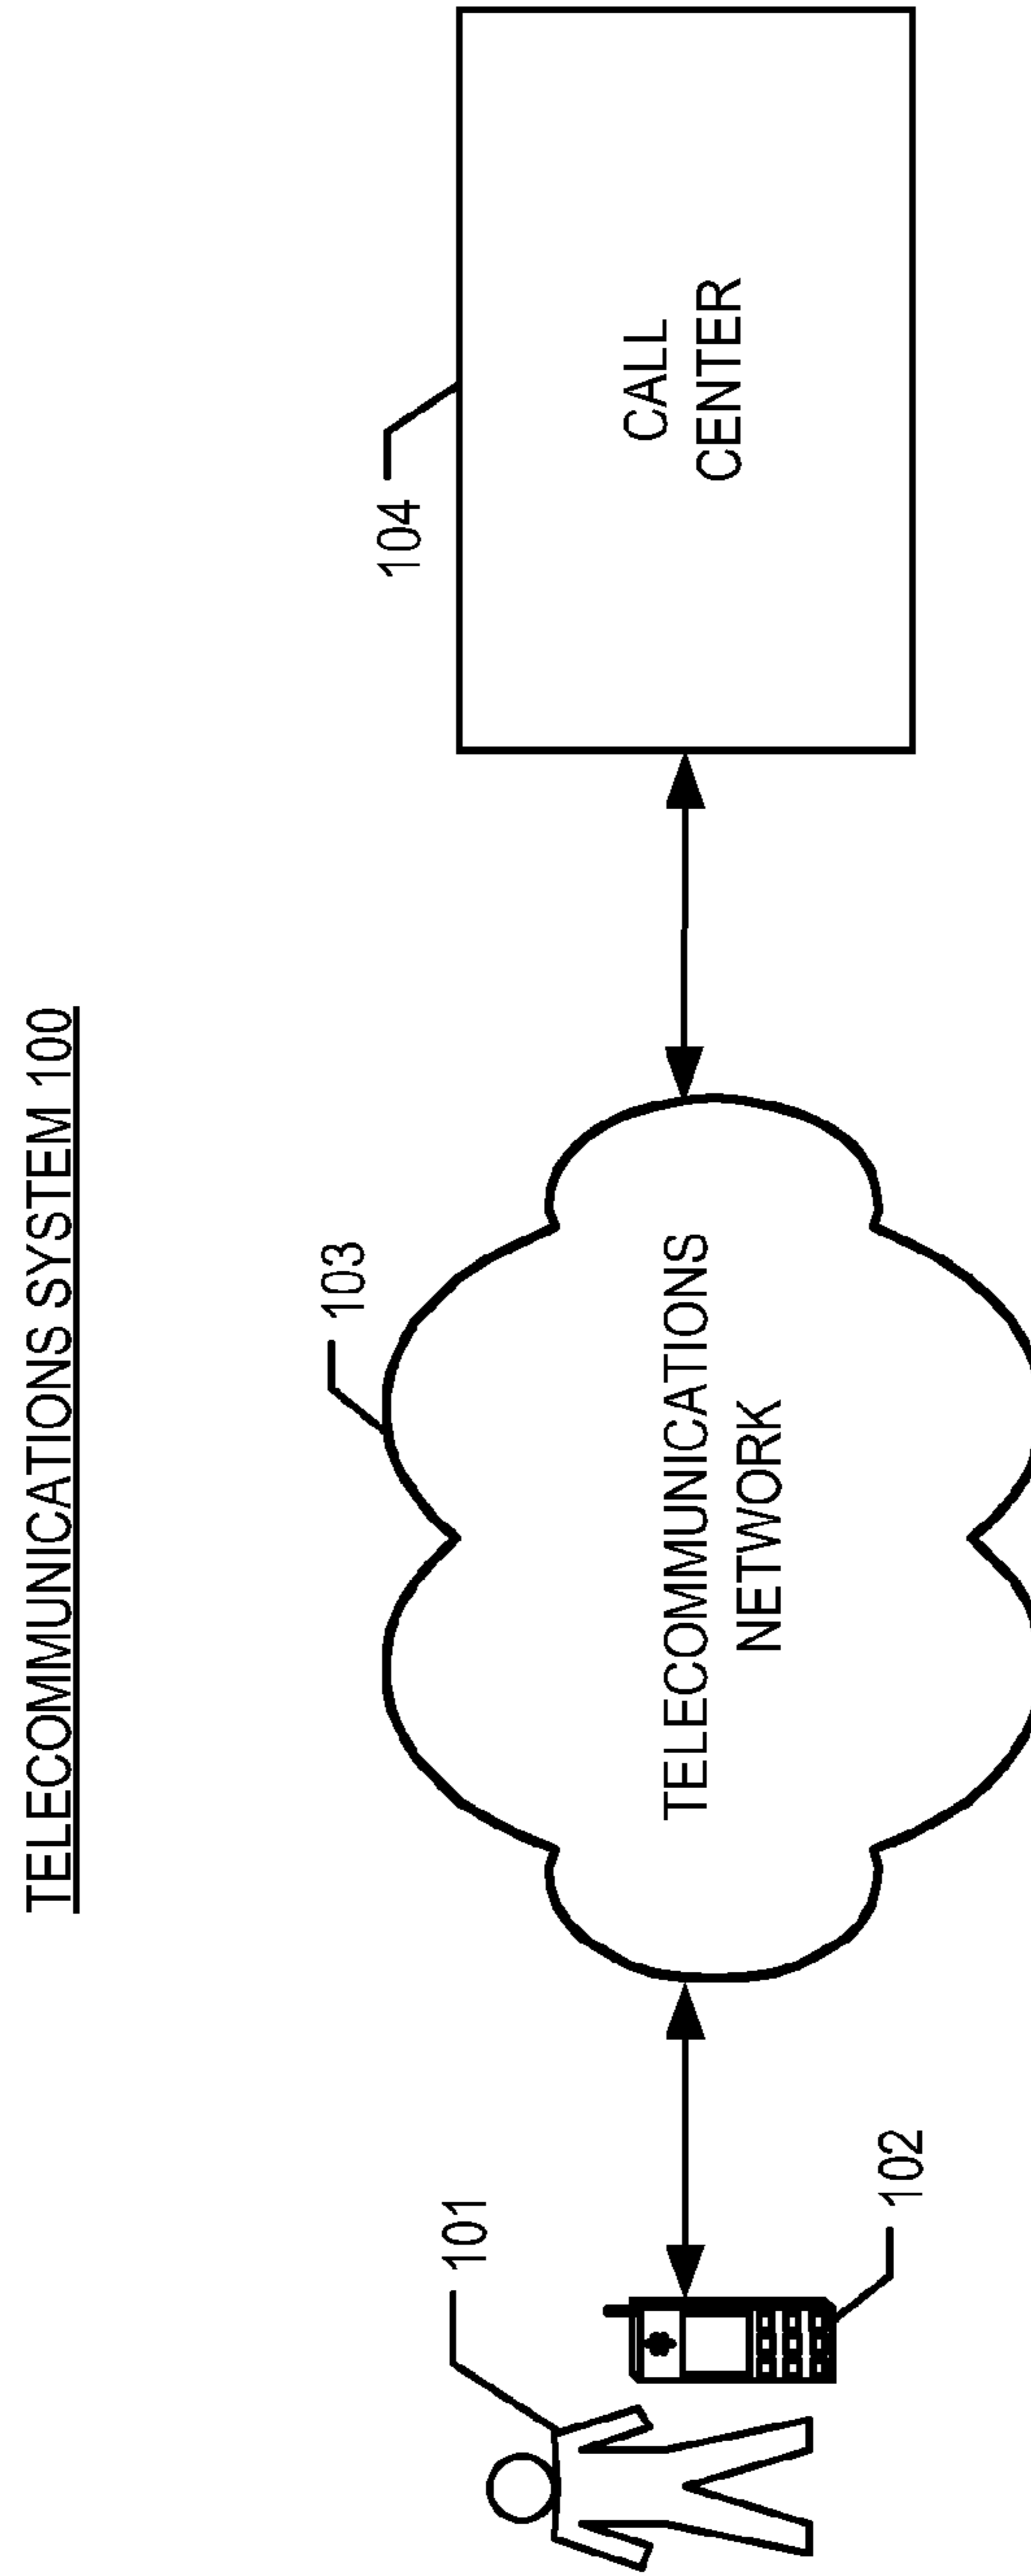 TELECOMMUNICATIONS SYSTEM 100
101
102
103
TELECOMMUNICATIONS
NETWORK
104
CALL
CENTER